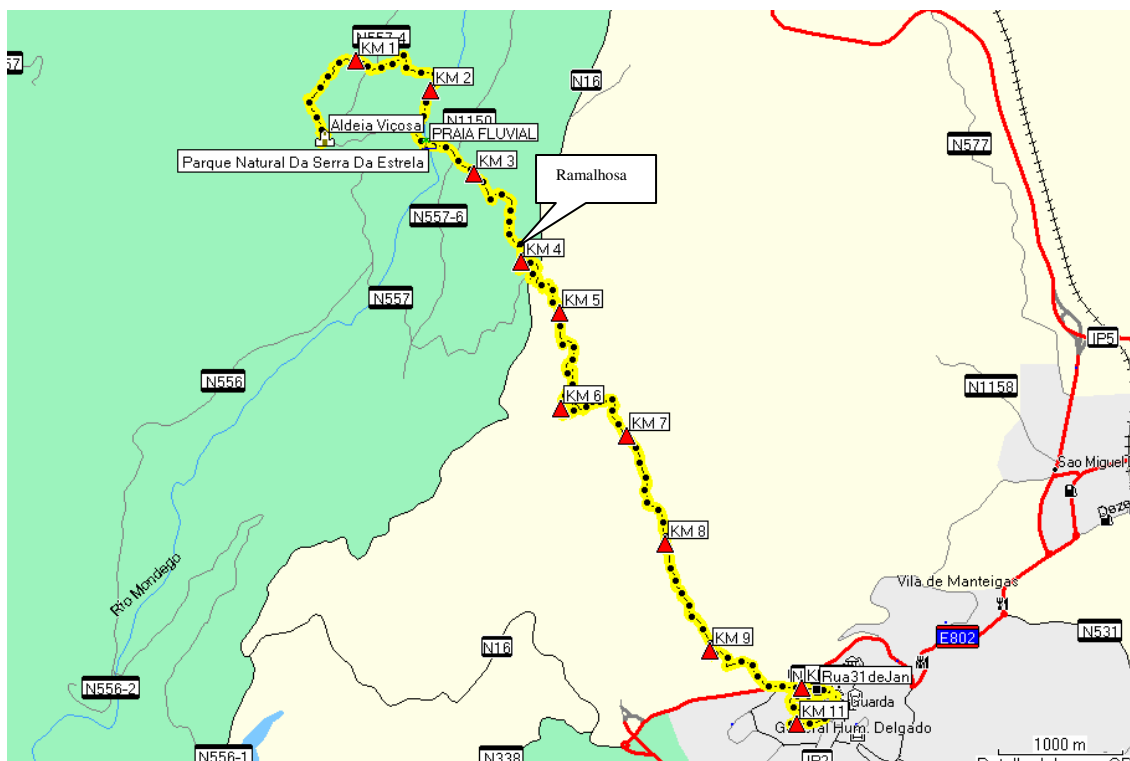 N557-4
KM 1
57
KM 2
N16
N1150
Aldeia Viçosa
PRAIA FLUVIAL
N577
Parque Natural Da Serra Da Estrela
KM 3
Ramalhosa
N557-6
KM 4
N557
KM 5
IP5
N556
N1158
KM 6
KM 7
Sao Miguel
KM 8
Rio Mondego
Vila de Manteigas
E802
N531
KM 9
N16
Rua31deJan
N556-2
Guarda
KM 11
Hum. Delgado
1000 m
N556-1
N338
IP2